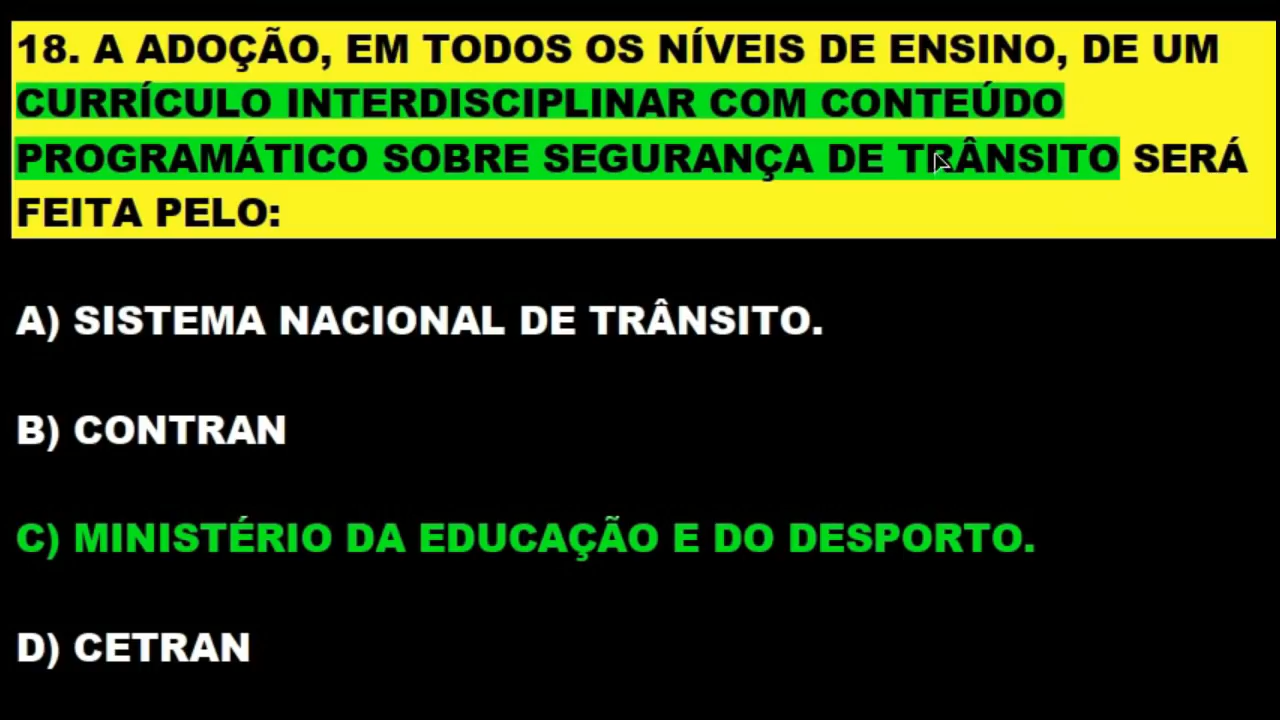 18. A ADOÇÃO, EM TODOS OS NÍVEIS DE ENSINO, DE UM
CURRÍCULO INTERDISCIPLINAR COM CONTEÚDO
PROGRAMÁTICO SOBRE SEGURANÇA DE TRÂNSITO SERÁ
FEITA PELO:
A) SISTEMA NACIONAL DE TRÂNSITO.
B) CONTRAN
C) MINISTÉRIO DA EDUCAÇÃO E DO DESPORTO.
D) CETRAN